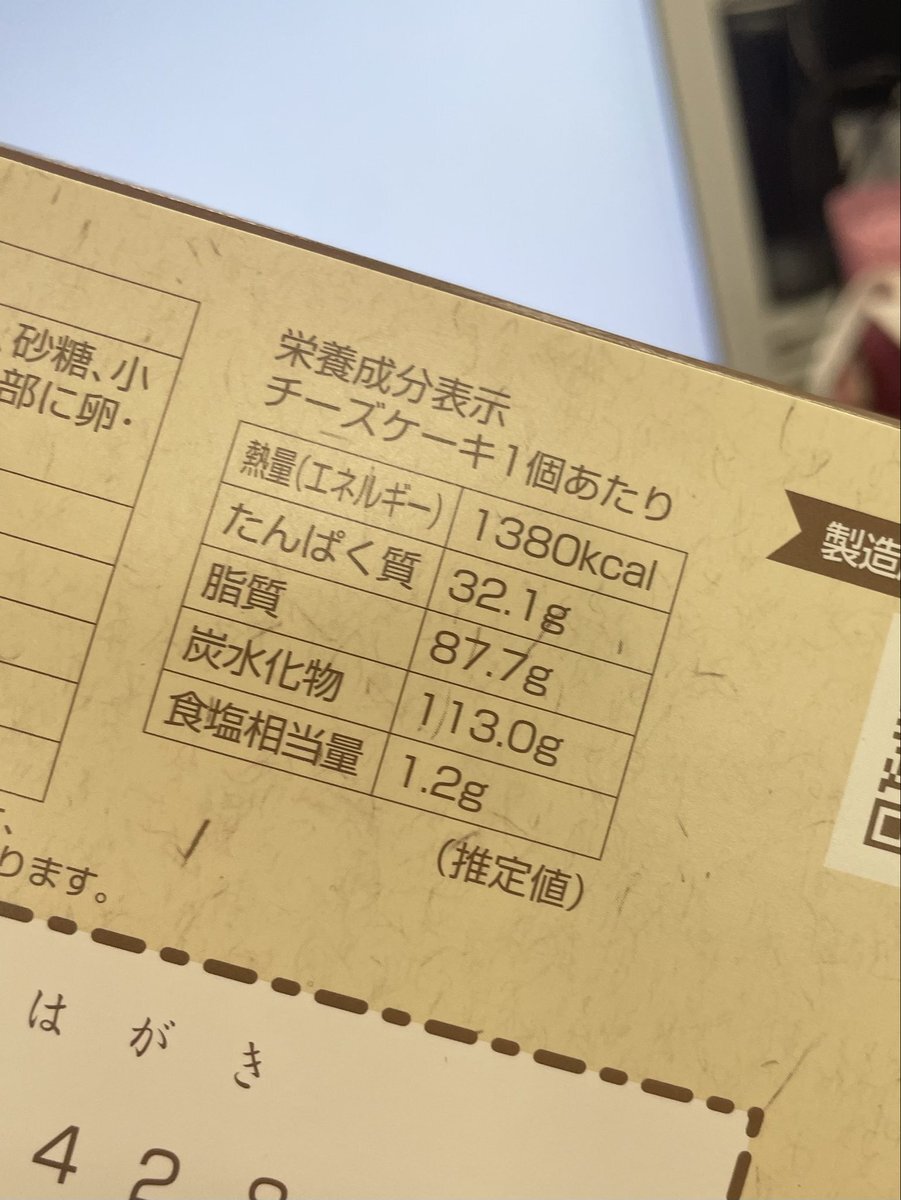 砂糖、小
部に卵・
栄養成分表示
チーズケーキ1個あたり
熱量(エネルギー) 1380kcal
たんぱく質 32.1g
脂質 87.7g
炭水化物 113.0g
食塩相当量 1.2g
(推定値)
製造
ります。
はがき
42